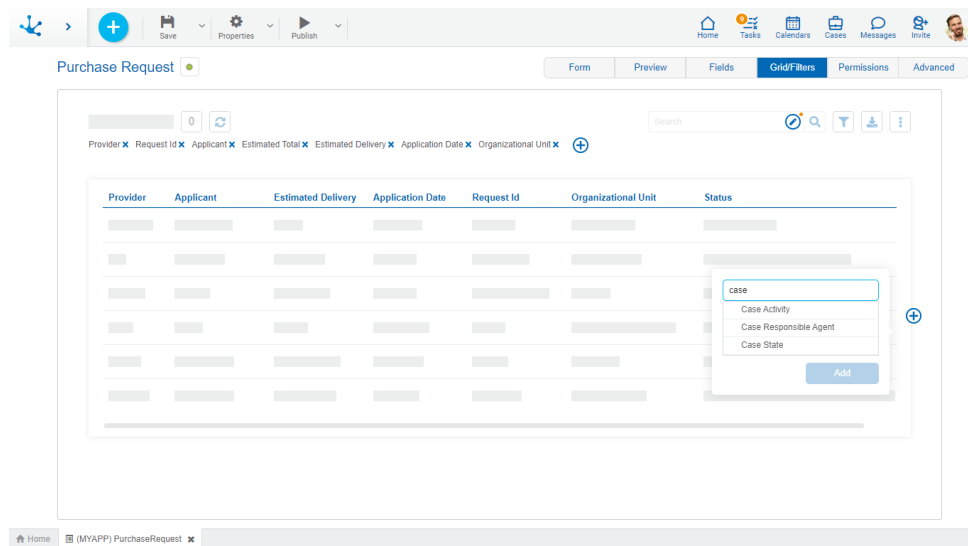 Save
Properties
Publish
Home
9
Tasks
Calendars
Cases
Messages
Invite
Purchase Request
Form
Preview
Fields
Grid/Filters
Permissions
Advanced
0
Search
Provider Request Id Applicant Estimated Total Estimated Delivery Application Date Organizational Unit
Provider Applicant Estimated Delivery Application Date Request Id Organizational Unit Status
case
Case Activity
Case Responsible Agent
Case State
Add
Home
(MYAPP) PurchaseRequest